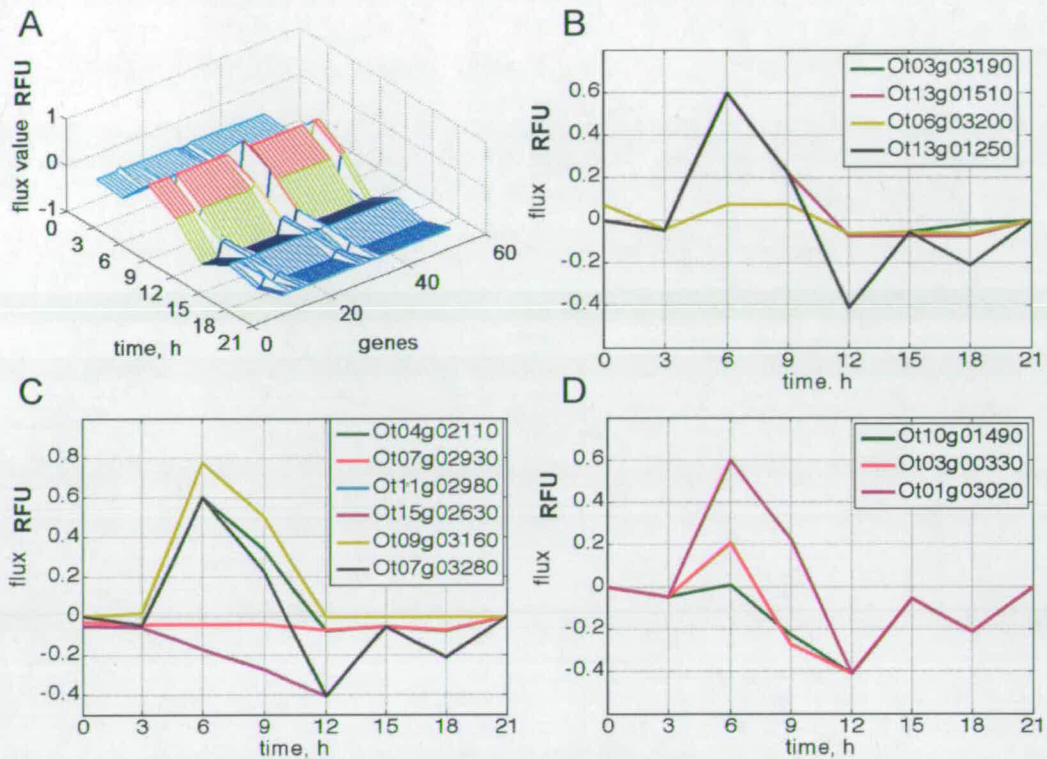 A
flux value RFU
1
0
-1
0
3
6
9
12
15
18
21
time, h
0
20
40
60
genes
B
flux RFU
0.6
0.4
0.2
0
-0.2
-0.4
0
3
6
9
12
15
18
21
time. h
Ot03g03190
Ot13g01510
Ot06g03200
Ot13g01250
C
flux RFU
0.8
0.6
0.4
0.2
0
-0.2
-0.4
0
3
6
9
12
15
18
21
time, h
Ot04g02110
Ot07g02930
Ot11g02980
Ot15g02630
Ot09g03160
Ot07g03280
D
flux RFU
0.6
0.4
0.2
0
-0.2
-0.4
0
3
6
9
12
15
18
21
time, h
Ot10g01490
Ot03g00330
Ot01g03020